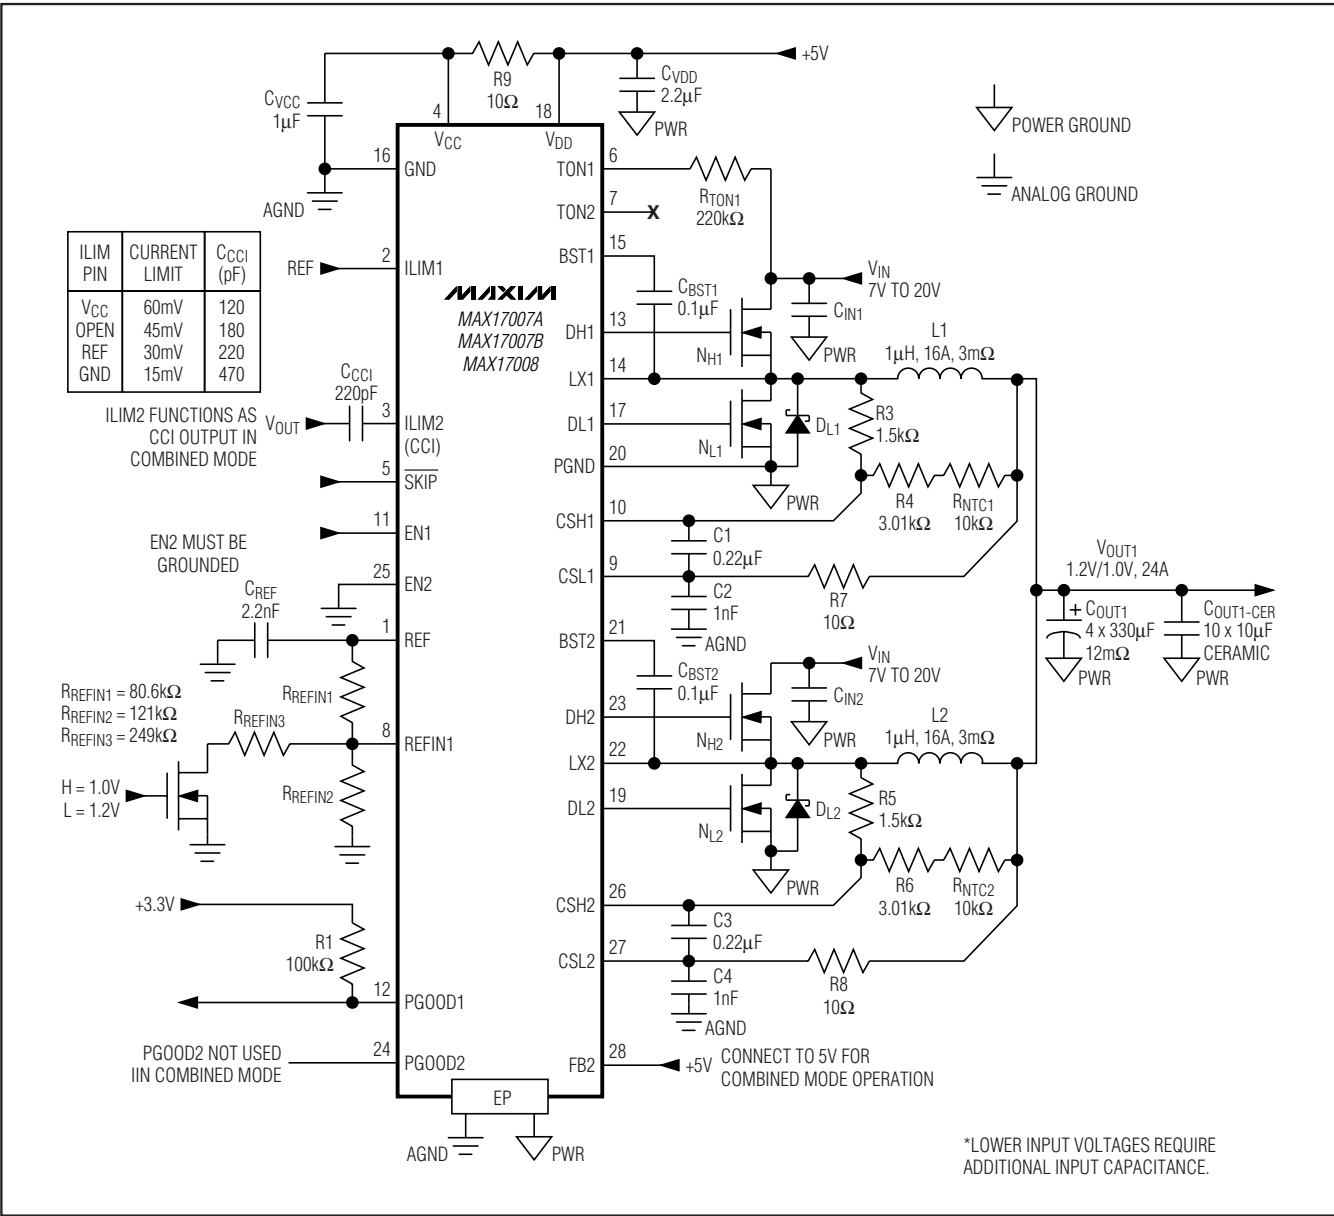 +5V
R9
10Ω
CVDD
2.2µF
PWR
CVCC
1µF
4
18
VCC
VDD
POWER GROUND
ANALOG GROUND
16
GND
AGND
6
TON1
RTON1
220kΩ
7
TON2
X
15
BST1
ILIM PIN
CURRENT LIMIT
CCCI (pF)
VCC 60mV 120
OPEN 45mV 180
REF 30mV 220
GND 15mV 470
REF
2
ILIM1
MAXIM
MAX17007A
MAX17007B
MAX17008
CBST1
0.1µF
VIN
7V TO 20V
CIN1
PWR
13
DH1
NH1
L1
1µH, 16A, 3mΩ
14
LX1
CCCI
220pF
ILIM2 FUNCTIONS AS
CCI OUTPUT IN
COMBINED MODE
VOUT
3
ILIM2
(CCI)
17
DL1
NL1
DL1
R3
1.5kΩ
20
PGND
PWR
5
SKIP
R4
3.01kΩ
RNTC1
10kΩ
10
CSH1
11
EN1
C1
0.22µF
EN2 MUST BE
GROUNDED
25
EN2
9
CSL1
R7
10Ω
C2
1nF
AGND
VOUT1
1.2V/1.0V, 24A
+
COUT1
4 x 330µF
12mΩ
PWR
COUT1-CER
10 x 10µF
CERAMIC
PWR
CREF
2.2nF
1
REF
21
BST2
CBST2
0.1µF
VIN
7V TO 20V
CIN2
PWR
RREFIN1 = 80.6kΩ
RREFIN2 = 121kΩ
RREFIN3 = 249kΩ
RREFIN1
RREFIN3
8
REFIN1
23
DH2
NH2
L2
1µH, 16A, 3mΩ
22
LX2
H = 1.0V
L = 1.2V
RREFIN2
19
DL2
NL2
DL2
R5
1.5kΩ
PWR
R6
3.01kΩ
RNTC2
10kΩ
26
CSH2
+3.3V
R1
100kΩ
C3
0.22µF
27
CSL2
R8
10Ω
C4
1nF
AGND
12
PGOOD1
PGOOD2 NOT USED
IIN COMBINED MODE
24
PGOOD2
28
FB2
+5V
CONNECT TO 5V FOR
COMBINED MODE OPERATION
EP
AGND
PWR
*LOWER INPUT VOLTAGES REQUIRE
ADDITIONAL INPUT CAPACITANCE.